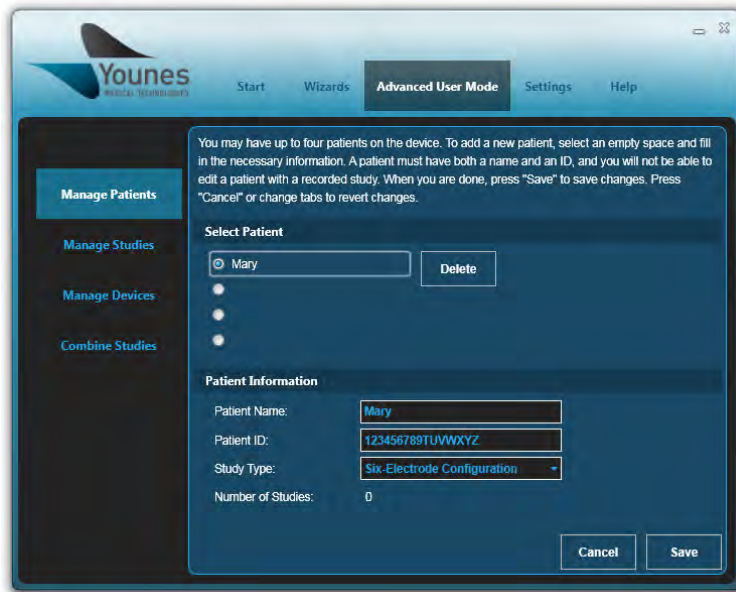 Younes
MEDICAL TECHNOLOGIES
Start Wizards Advanced User Mode Settings Help
Manage Patients
Manage Studies
Manage Devices
Combine Studies
You may have up to four patients on the device. To add a new patient, select an empty space and fill
in the necessary information. A patient must have both a name and an ID, and you will not be able to
edit a patient with a recorded study. When you are done, press "Save" to save changes. Press
"Cancel" or change tabs to revert changes.
Select Patient
Mary
Delete
Patient Information
Patient Name: Mary
Patient ID: 123456789TUVWXYZ
Study Type: Six-Electrode Configuration
Number of Studies: 0
Cancel Save